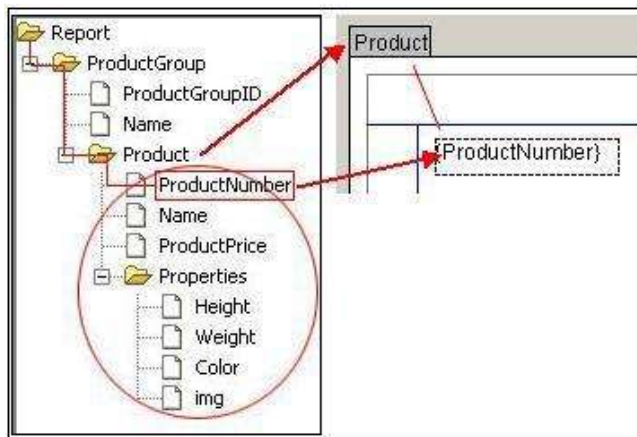 Report
ProductGroup
ProductGroupID
Name
Product
ProductNumber
Name
ProductPrice
Properties
Height
Weight
Color
img
Product
ProductNumber}